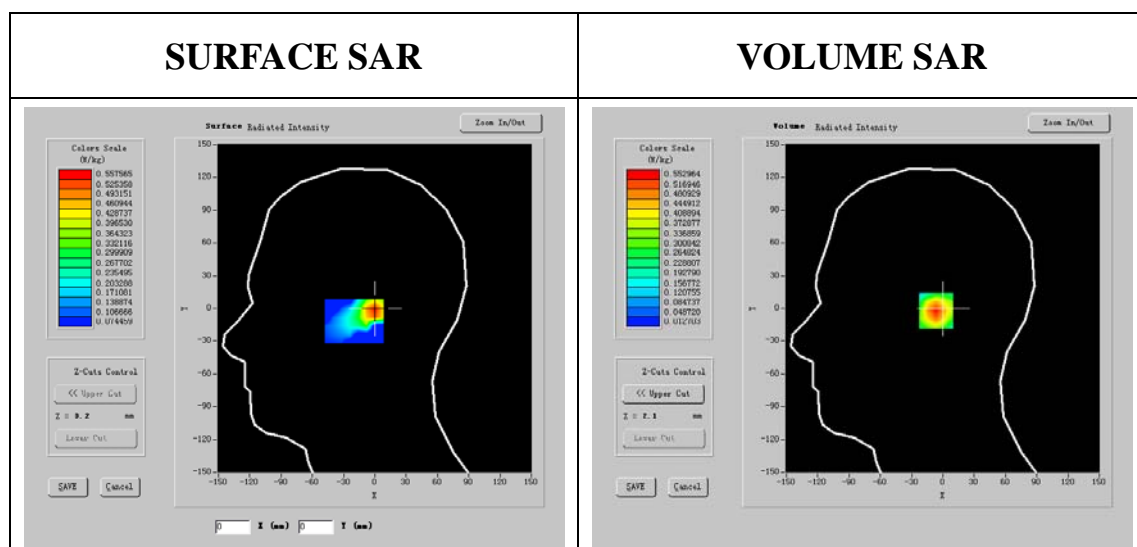 SURFACE SAR
VOLUME SAR
Surface Radiated Intensity
Zoom In/Out
Colors Scale
(W/kg)
0.557565
0.525358
0.493151
0.460944
0.428737
0.396530
0.364323
0.332116
0.299909
0.267702
0.235495
0.203288
0.171081
0.138874
0.106666
0.074459
150
120
90
60
30
0
-30
-60
-90
-120
-150
Y
-150 -120 -90 -60 -30 0 30 60 90 120 150
X
Z-Cuts Control
<< Upper Cut
Lower Cut
SAVE
Cancel
0 X (mm) 0 Y (mm)
Volume Radiated Intensity
Zoom In/Out
Colors Scale
(W/kg)
0.552964
0.516946
0.480929
0.444912
0.408894
0.372877
0.336859
0.300842
0.264824
0.228807
0.192790
0.156772
0.120755
0.084737
0.048720
0.012703
150
120
90
60
30
0
-30
-60
-90
-120
-150
Y
-150 -120 -90 -60 -30 0 30 60 90 120 150
X
Z-Cuts Control
<< Upper Cut
Z = 2.1 mm
Lower Cut
SAVE
Cancel